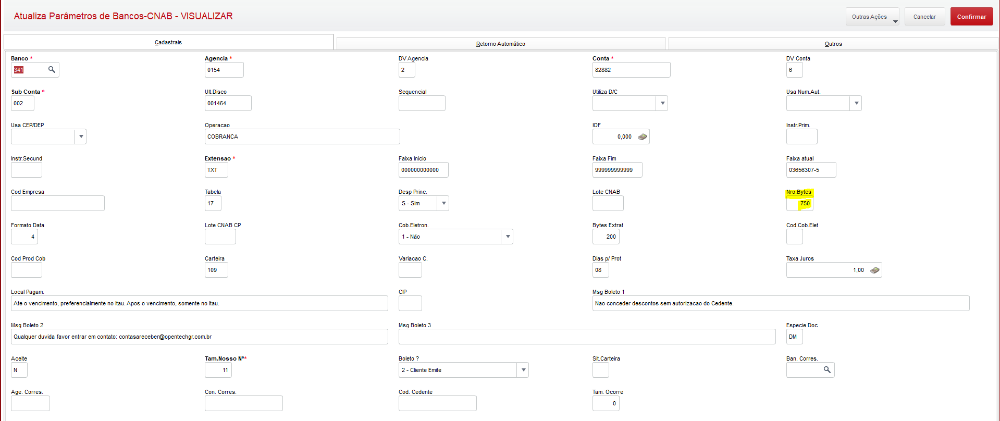 Atualiza Parâmetros de Bancos-CNAB - VISUALIZAR
Outras Ações
Cancelar
Confirmar
Cadastrais
Retorno Automático
Outros
Banco *
Agencia *
DV Agencia
Conta *
DV Conta
341
0154
2
82882
6
Sub Conta *
Ult.Disco
Sequencial
Utiliza D/C
Usa Num.Aut.
002
001464
Usa CEP/DEP
Operacao
IOF
Instr.Prim.
COBRANCA
0,000
Instr.Secund
Extensao *
Faixa Inicio
Faixa Fim
Faixa atual
TXT
000000000000
999999999999
03656307-5
Cod Empresa
Tabela
Desp Princ.
Lote CNAB
Nro.Bytes
17
S - Sim
750
Formato Data
Lote CNAB CP
Cob.Eletron.
Bytes Extrat
Cod.Cob.Elet
4
1 - Não
200
Cod Prod Cob
Carteira
Variacao C.
Dias p/ Prot
Taxa Juros
109
08
1,00
Local Pagam.
CIP
Msg Boleto 1
Ate o vencimento, preferencialmente no Itau. Apos o vencimento, somente no Itau.
Nao conceder descontos sem autorizacao do Cedente.
Msg Boleto 2
Msg Boleto 3
Especie Doc
Qualquer duvida favor entrar em contato: contasareceber@opentechgr.com.br
DM
Aceite
Tam.Nosso Nº*
Boleto ?
Sit.Carteira
Ban. Corres.
N
11
2 - Cliente Emite
Age. Corres.
Con. Corres.
Cod. Cedente
Tam. Ocorre
0